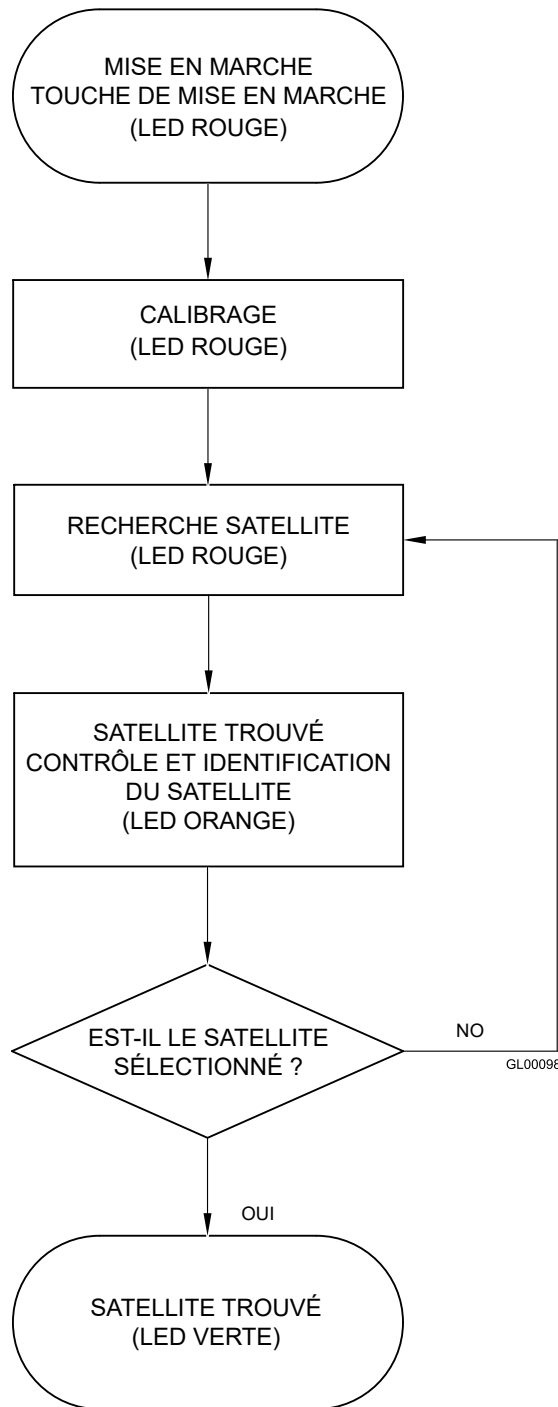 MISE EN MARCHE
TOUCHE DE MISE EN MARCHE
(LED ROUGE)
CALIBRAGE
(LED ROUGE)
RECHERCHE SATELLITE
(LED ROUGE)
SATELLITE TROUVÉ
CONTRÔLE ET IDENTIFICATION
DU SATELLITE
(LED ORANGE)
EST-IL LE SATELLITE
SÉLECTIONNÉ ?
NO
GL00098
OUI
SATELLITE TROUVÉ
(LED VERTE)